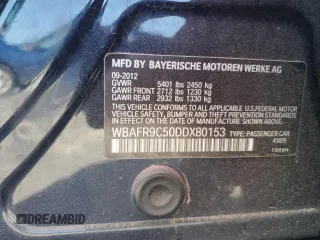 MFD BY BAYERISCHE MOTOREN WERKE AG
09-2012
GVWR 5401 lbs 2450 kg
GAWR FRONT 2712 lbs 1230 kg
GAWR REAR 2932 lbs 1330 kg
THIS VEHICLE CONFORMS TO ALL APPLICABLE U.S. FEDERAL MOTOR
VEHICLE SAFETY, BUMPER, AND THEFT PREVENTION STANDARDS IN EFFECT
ON THE DATE OF MANUFACTURE SHOWN ABOVE
WBAFR9C50DDX80153 TYPE: PASSENGER CAR
DREAMBID